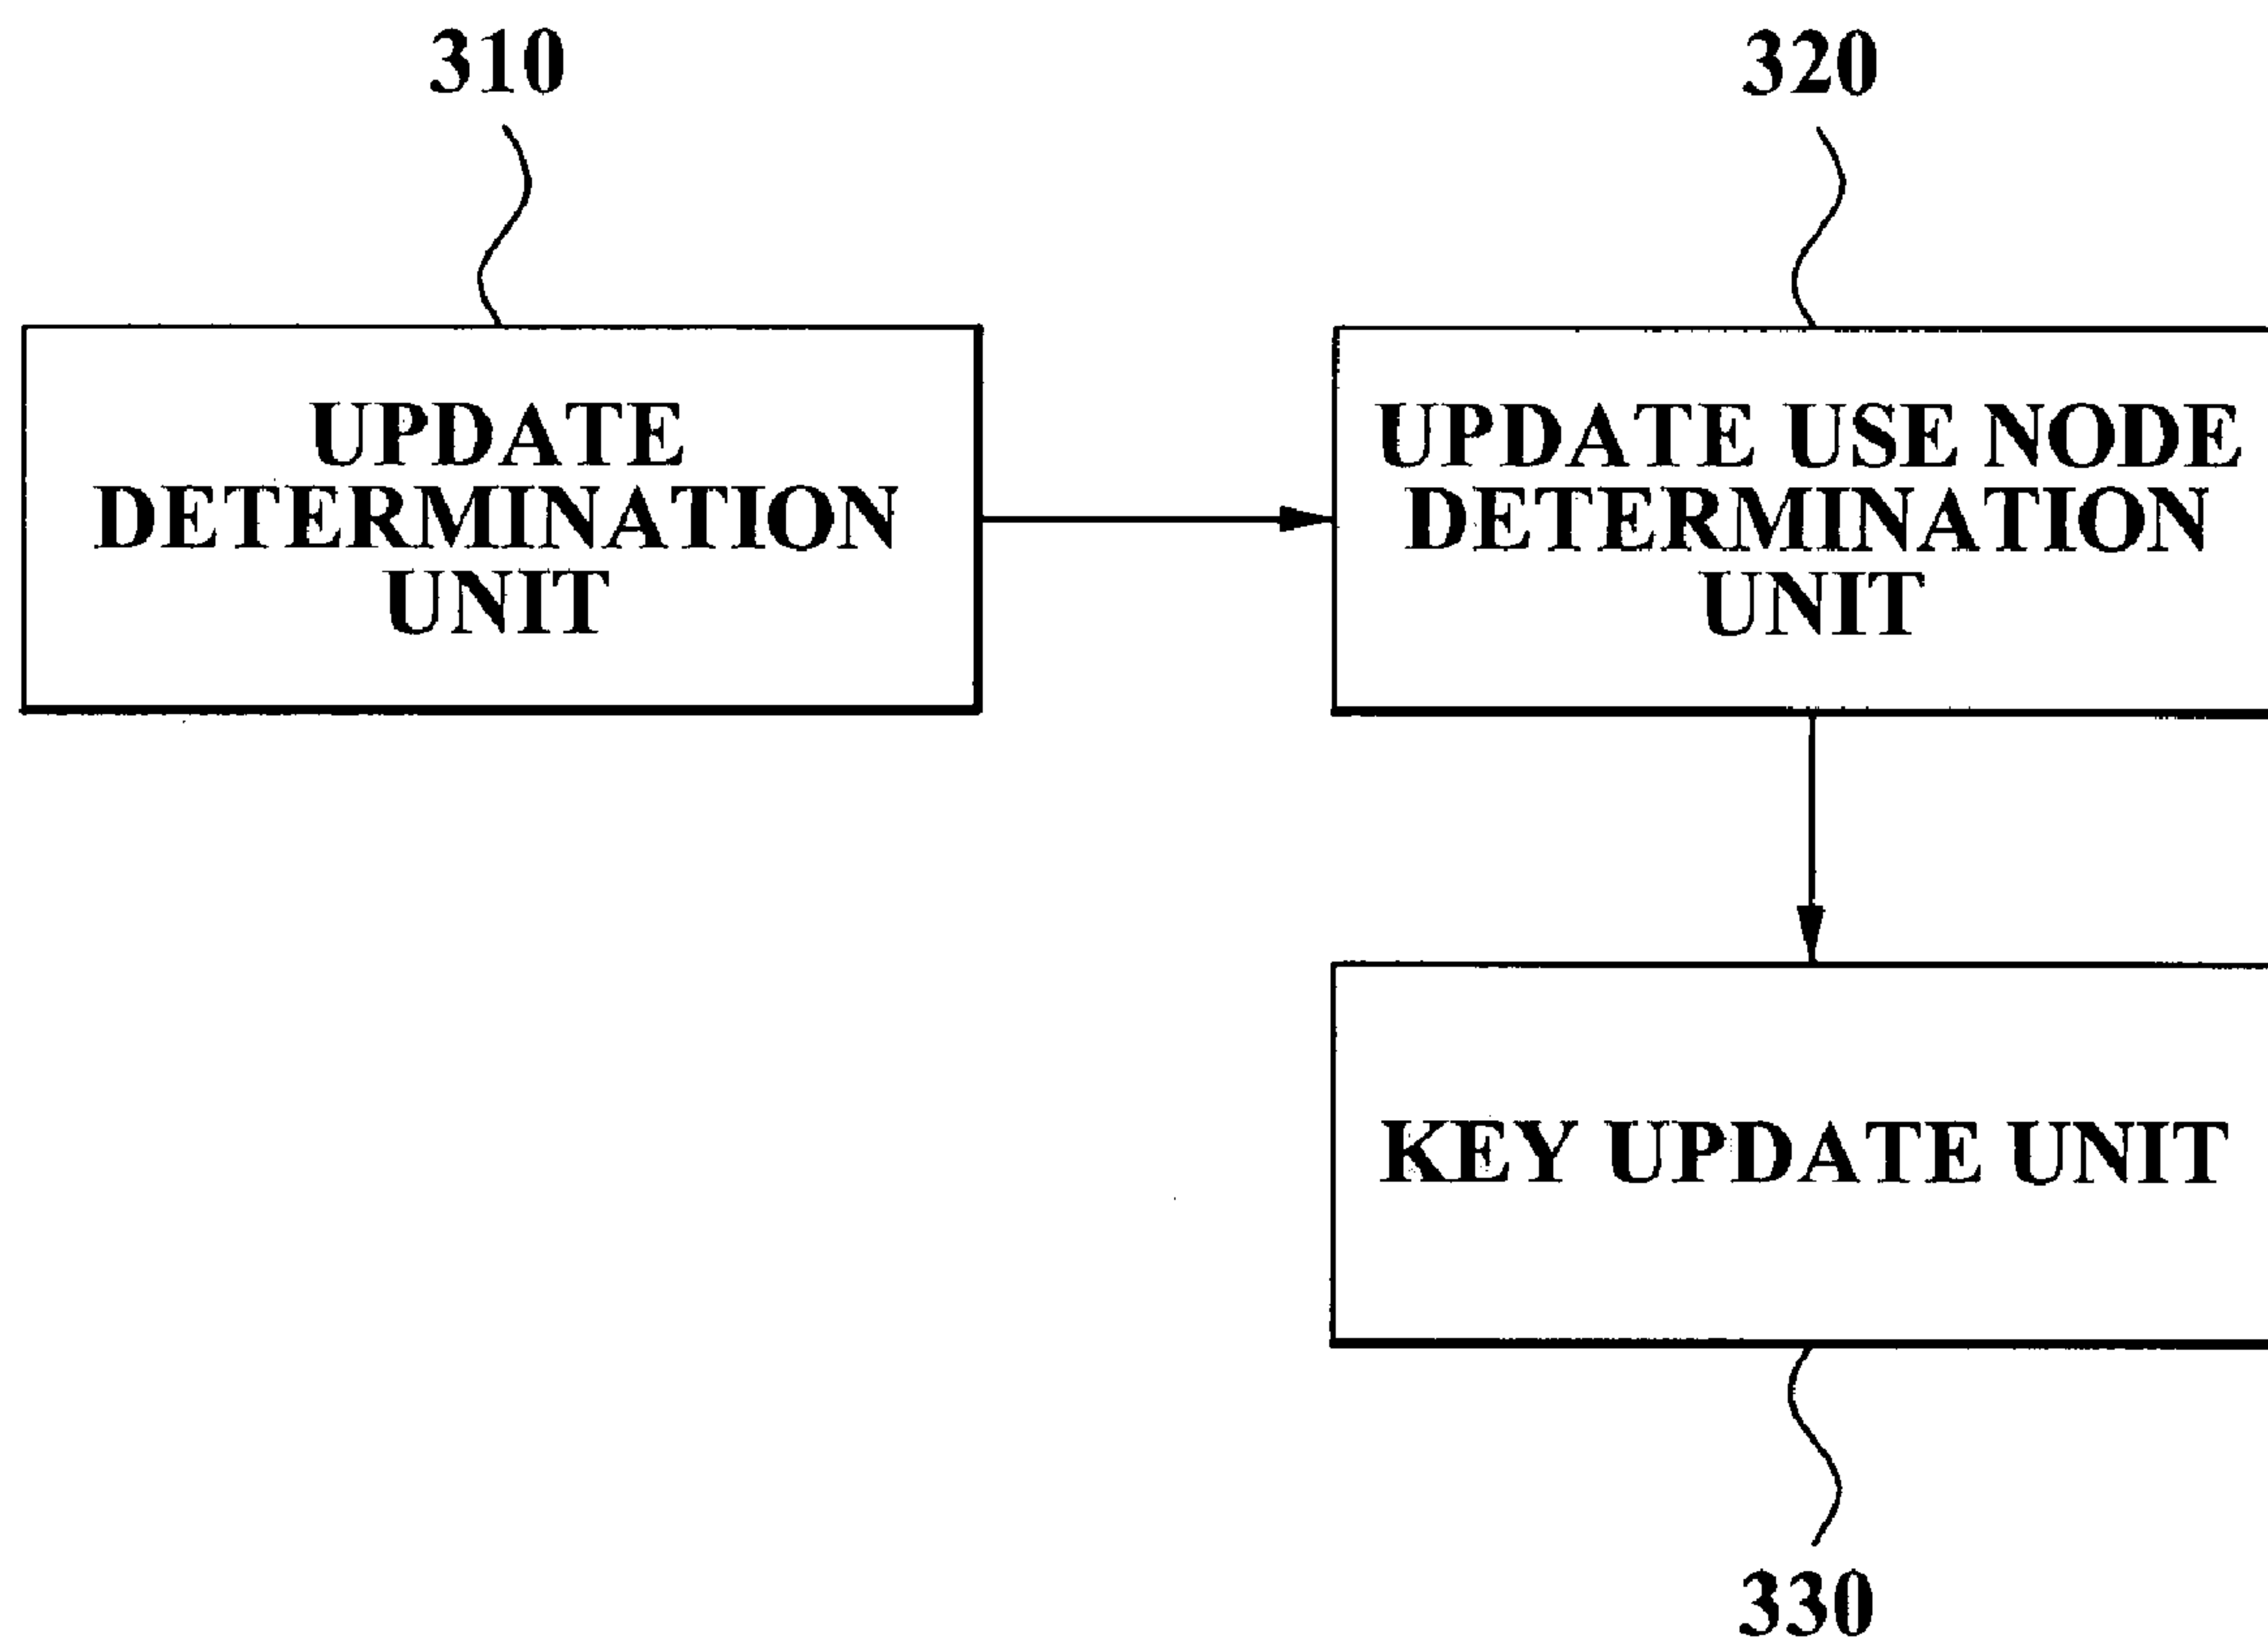 310
320
UPDATE
DETERMINATION
UNIT
UPDATE USE NODE
DETERMINATION
UNIT
KEY UPDATE UNIT
330